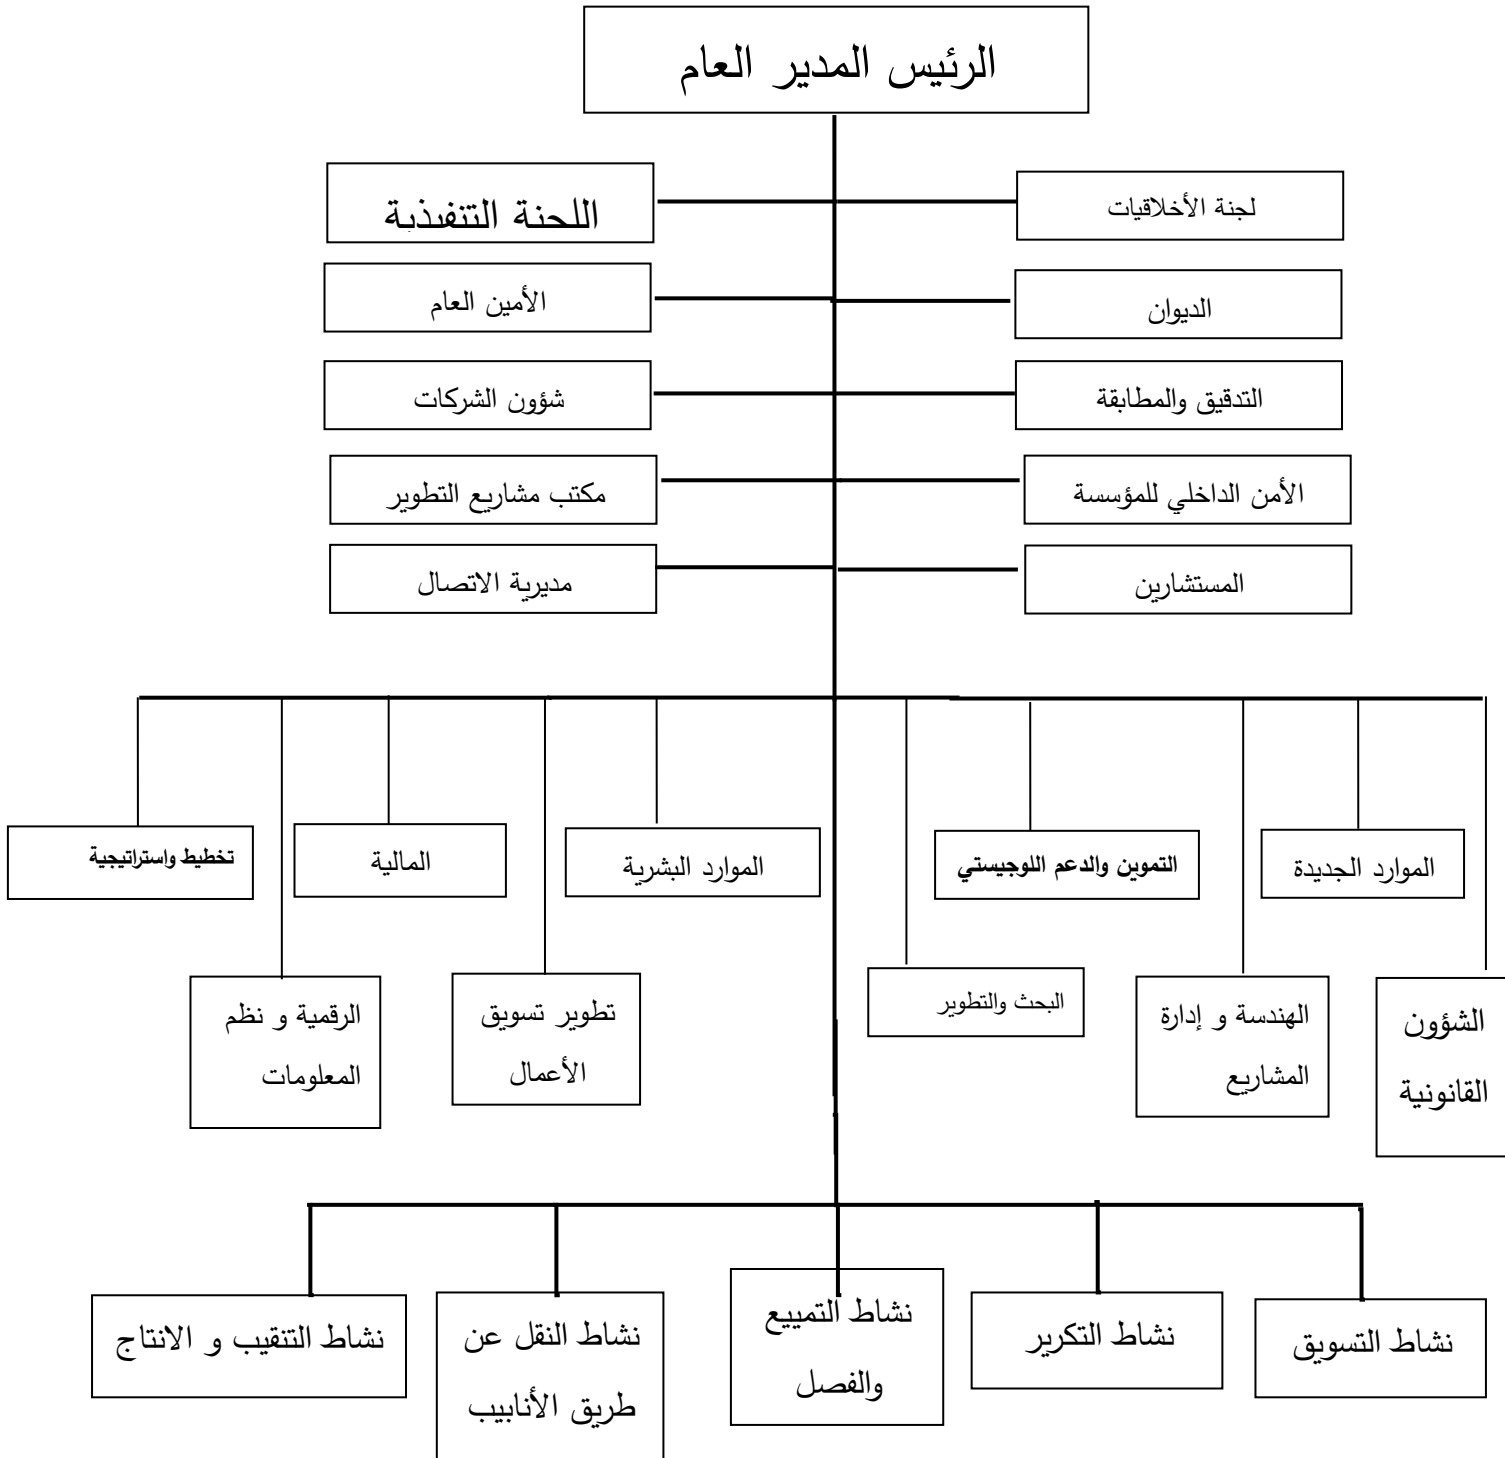 الرئيس المدير العام
لجنة الأخلاقيات
اللجنة التنفيذية
الديوان
الأمين العام
التدقيق والمطابقة
شؤون الشركات
الأمن الداخلي للمؤسسة
مكتب مشاريع التطوير
المستشارين
مديرية الاتصال
الموارد الجديدة
التموين والدعم اللوجيستي
الموارد البشرية
المالية
تخطيط واستراتيجية
الشؤون
القانونية
الهندسة و إدارة
المشاريع
البحث والتطوير
تطوير تسويق
الأعمال
الرقمية و نظم
المعلومات
نشاط التسويق
نشاط التكرير
نشاط التمييع
والفصل
نشاط النقل عن
طريق الأنابيب
نشاط التنقيب و الانتاج